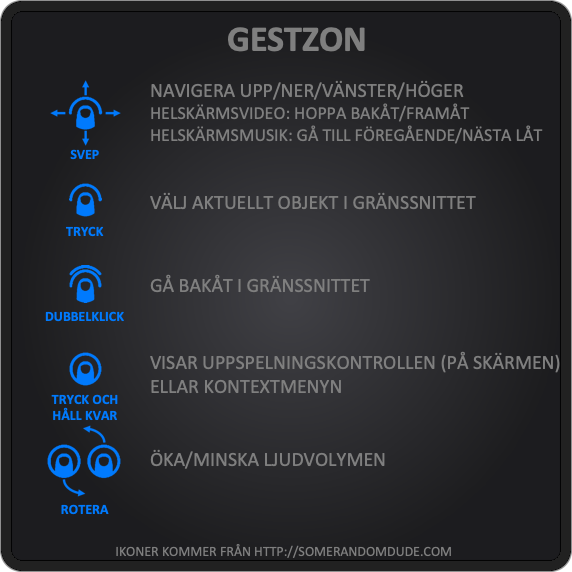 GESTZON
NAVIGERA UPP/NER/VÄNSTER/HÖGER
HELSKÄRMSVIDEO: HOPPA BAKÅT/FRAMÅT
HELSKÄRMSMUSIK: GÅ TILL FÖREGÅENDE/NÄSTA LÅT
SVEP
VÄLJ AKTUELLT OBJEKT I GRÄNSSNITTET
TRYCK
GÅ BAKÅT I GRÄNSSNITTET
DUBBELKLICK
VISAR UPPSPELNINGSKONTROLLEN (PÅ SKÄRMEN)
ELLAR KONTEXTMENYN
TRYCK OCH
HÅLL KVAR
ÖKA/MINSKA LJUDVOLYMEN
ROTERA
IKONER KOMMER FRÅN HTTP://SOMERANDOMDUDE.COM